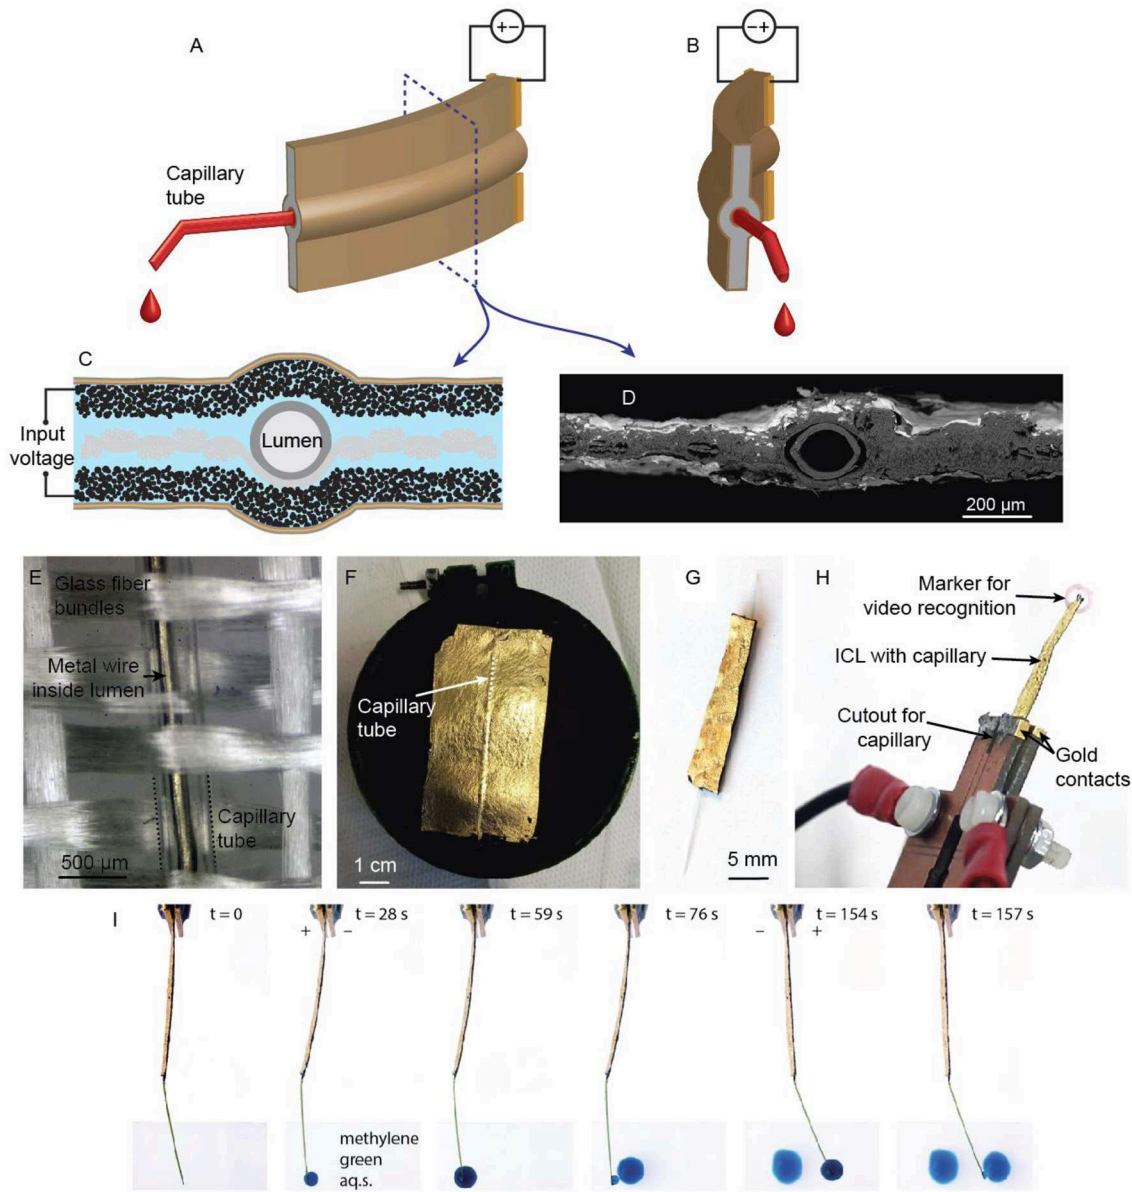 A
+−
B
−+
Capillary
tube
C
Input
voltage
Lumen
D
200 μm
E
Glass fiber
bundles
Metal wire
inside lumen
Capillary
tube
500 μm
F
Capillary
tube
1 cm
G
5 mm
H
Marker for
video recognition
ICL with capillary
Cutout for
capillary
Gold
contacts
I
t = 0
t = 28 s
t = 59 s
t = 76 s
t = 154 s
t = 157 s
+ −
− +
methylene
green
aq.s.